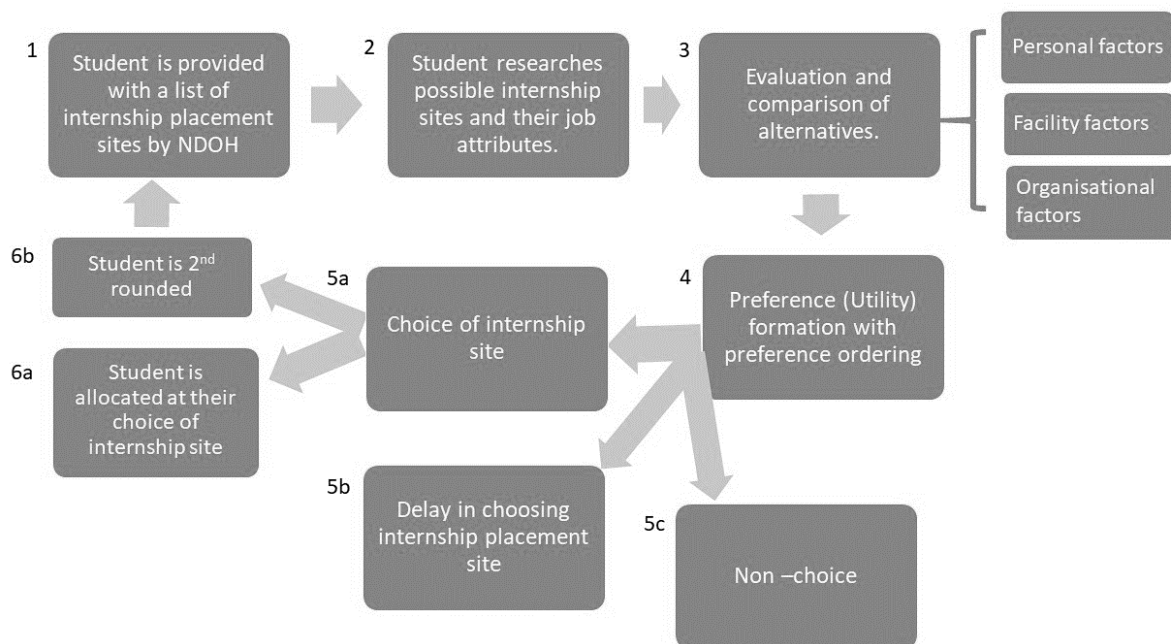 1
Student is provided
with a list of
internship placement
sites by NDOH
2
Student researches
possible internship
sites and their job
attributes.
3
Evaluation and
comparison of
alternatives.
Personal factors
Facility factors
Organisational
factors
4
Preference (Utility)
formation with
preference ordering
5a
Choice of internship
site
5b
Delay in choosing
internship placement
site
5c
Non –choice
6b
Student is 2nd
rounded
6a
Student is
allocated at their
choice of
internship site